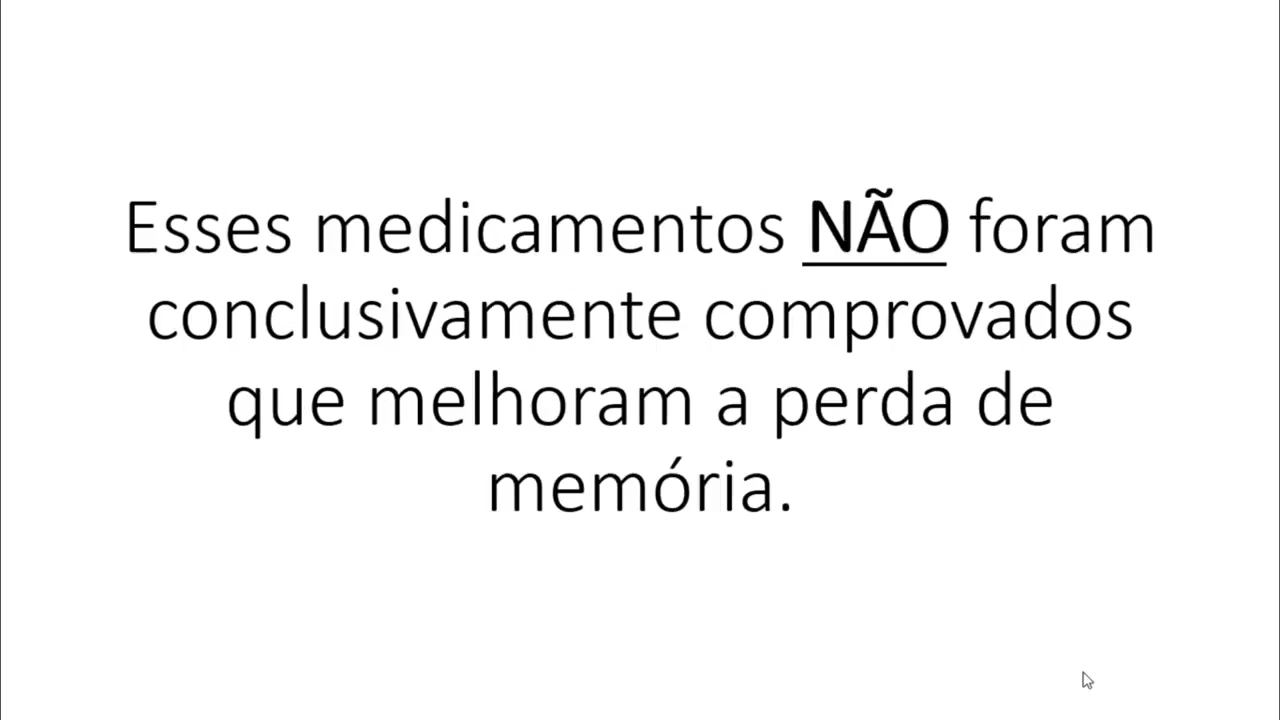 Esses medicamentos NÃO foram
conclusivamente comprovados
que melhoram a perda de
memória.